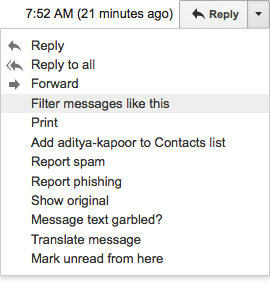 7:52 AM (21 minutes ago) Reply
Reply
Reply to all
Forward
Filter messages like this
Print
Add aditya-kapoor to Contacts list
Report spam
Report phishing
Show original
Message text garbled?
Translate message
Mark unread from here